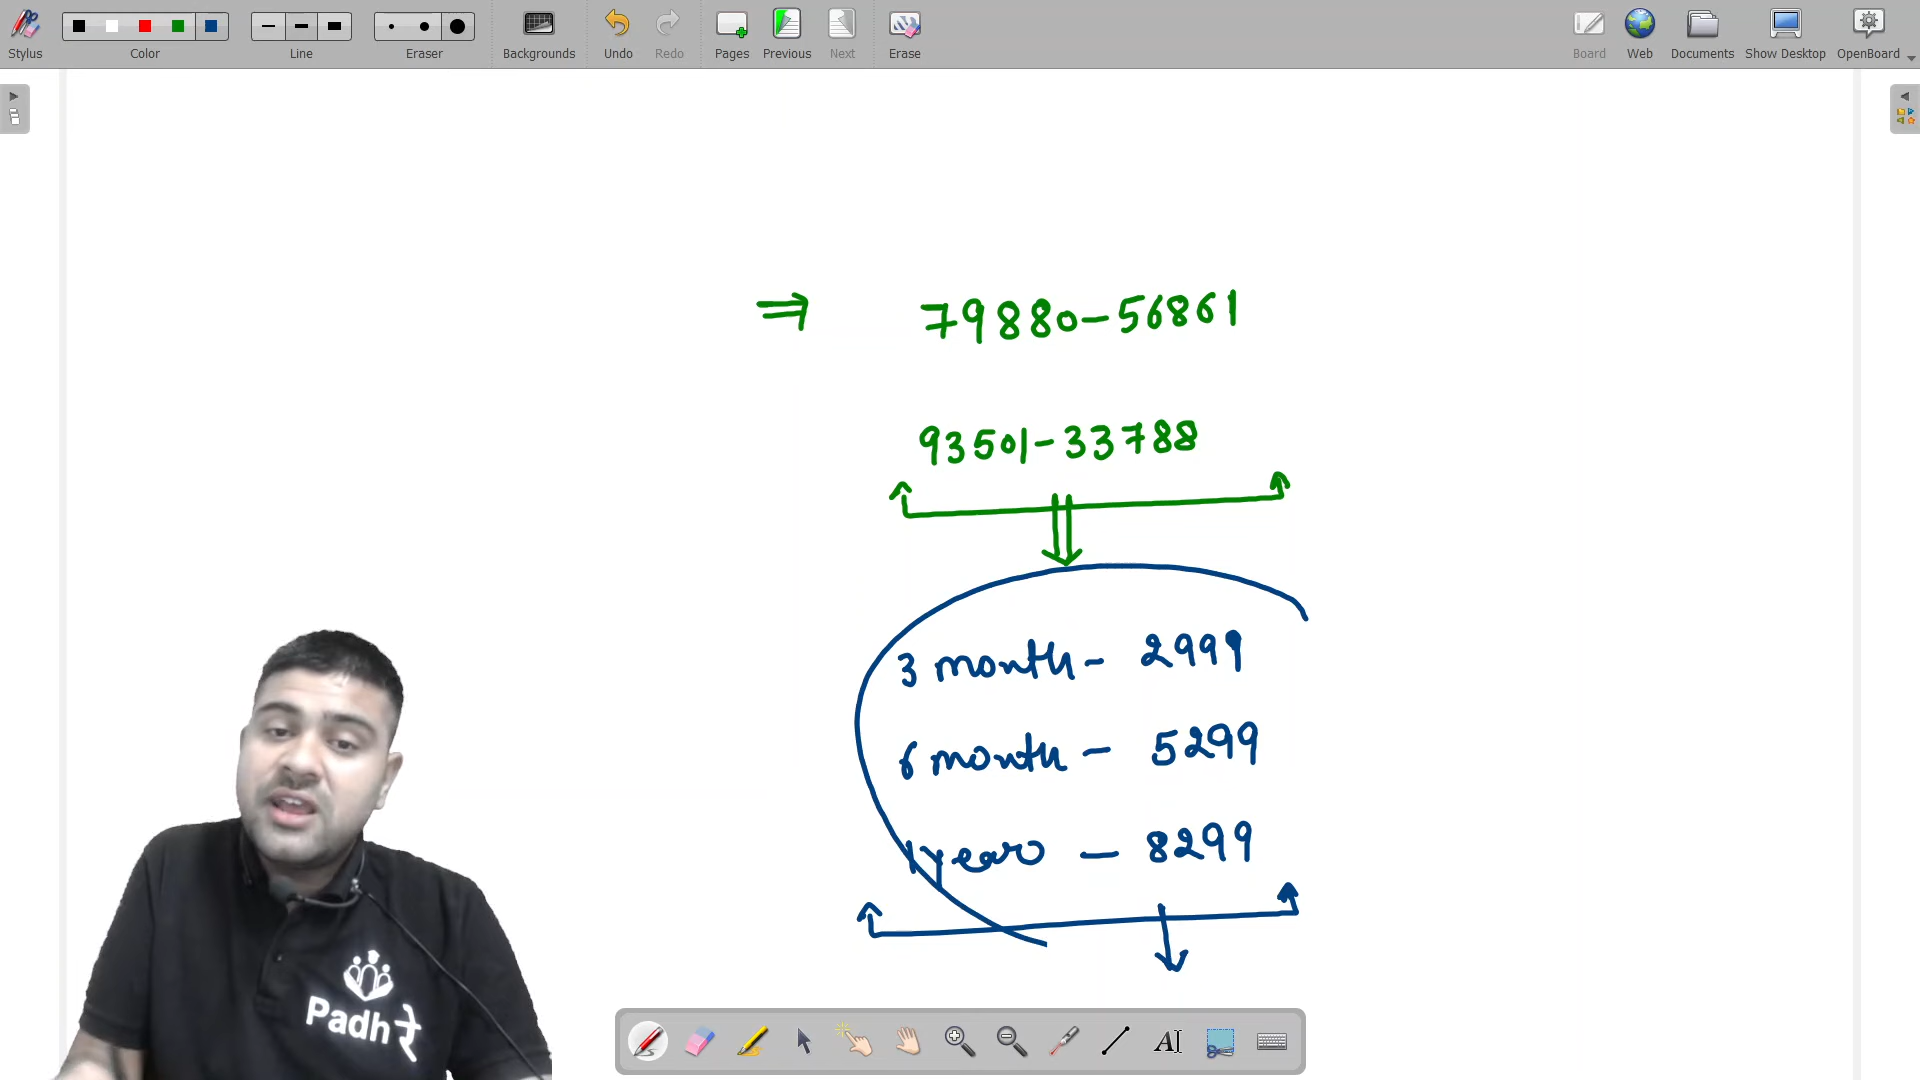 Stylus Color Line Eraser Backgrounds Undo Redo Pages Previous Next Erase Board Web Documents Show Desktop OpenBoard
⇒ 79880-56861
93501-33788
3 month - 2999
6 month - 5299
1 year - 8299
Padhरे